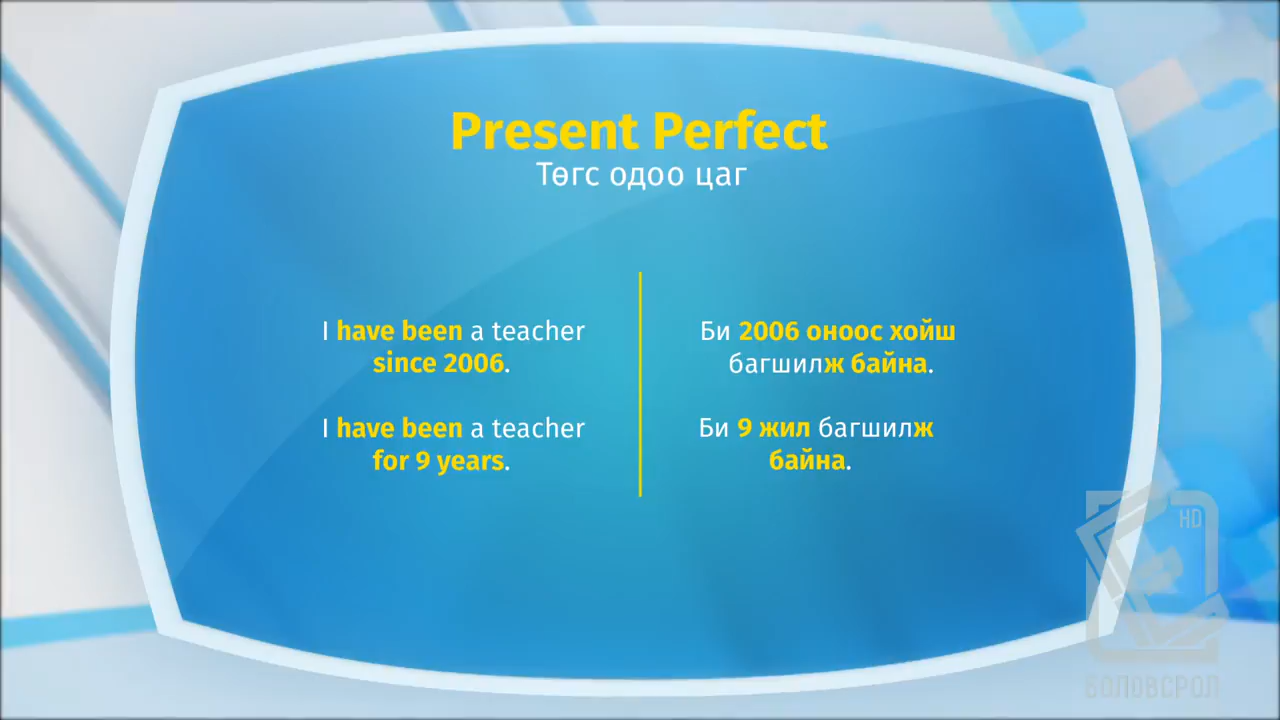 Present Perfect
Төгс одоо цаг
I have been a teacher
since 2006.
I have been a teacher
for 9 years.
Би 2006 оноос хойш
багшилж байна.
Би 9 жил багшилж
байна.
HD
БОЛОВСРОЛ